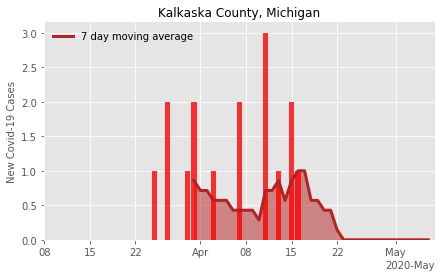 Kalkaska County, Michigan
7 day moving average
New Covid-19 Cases
3.0
2.5
2.0
1.5
1.0
0.5
0.0
08 15 22 Apr 08 15 22 May
2020-May